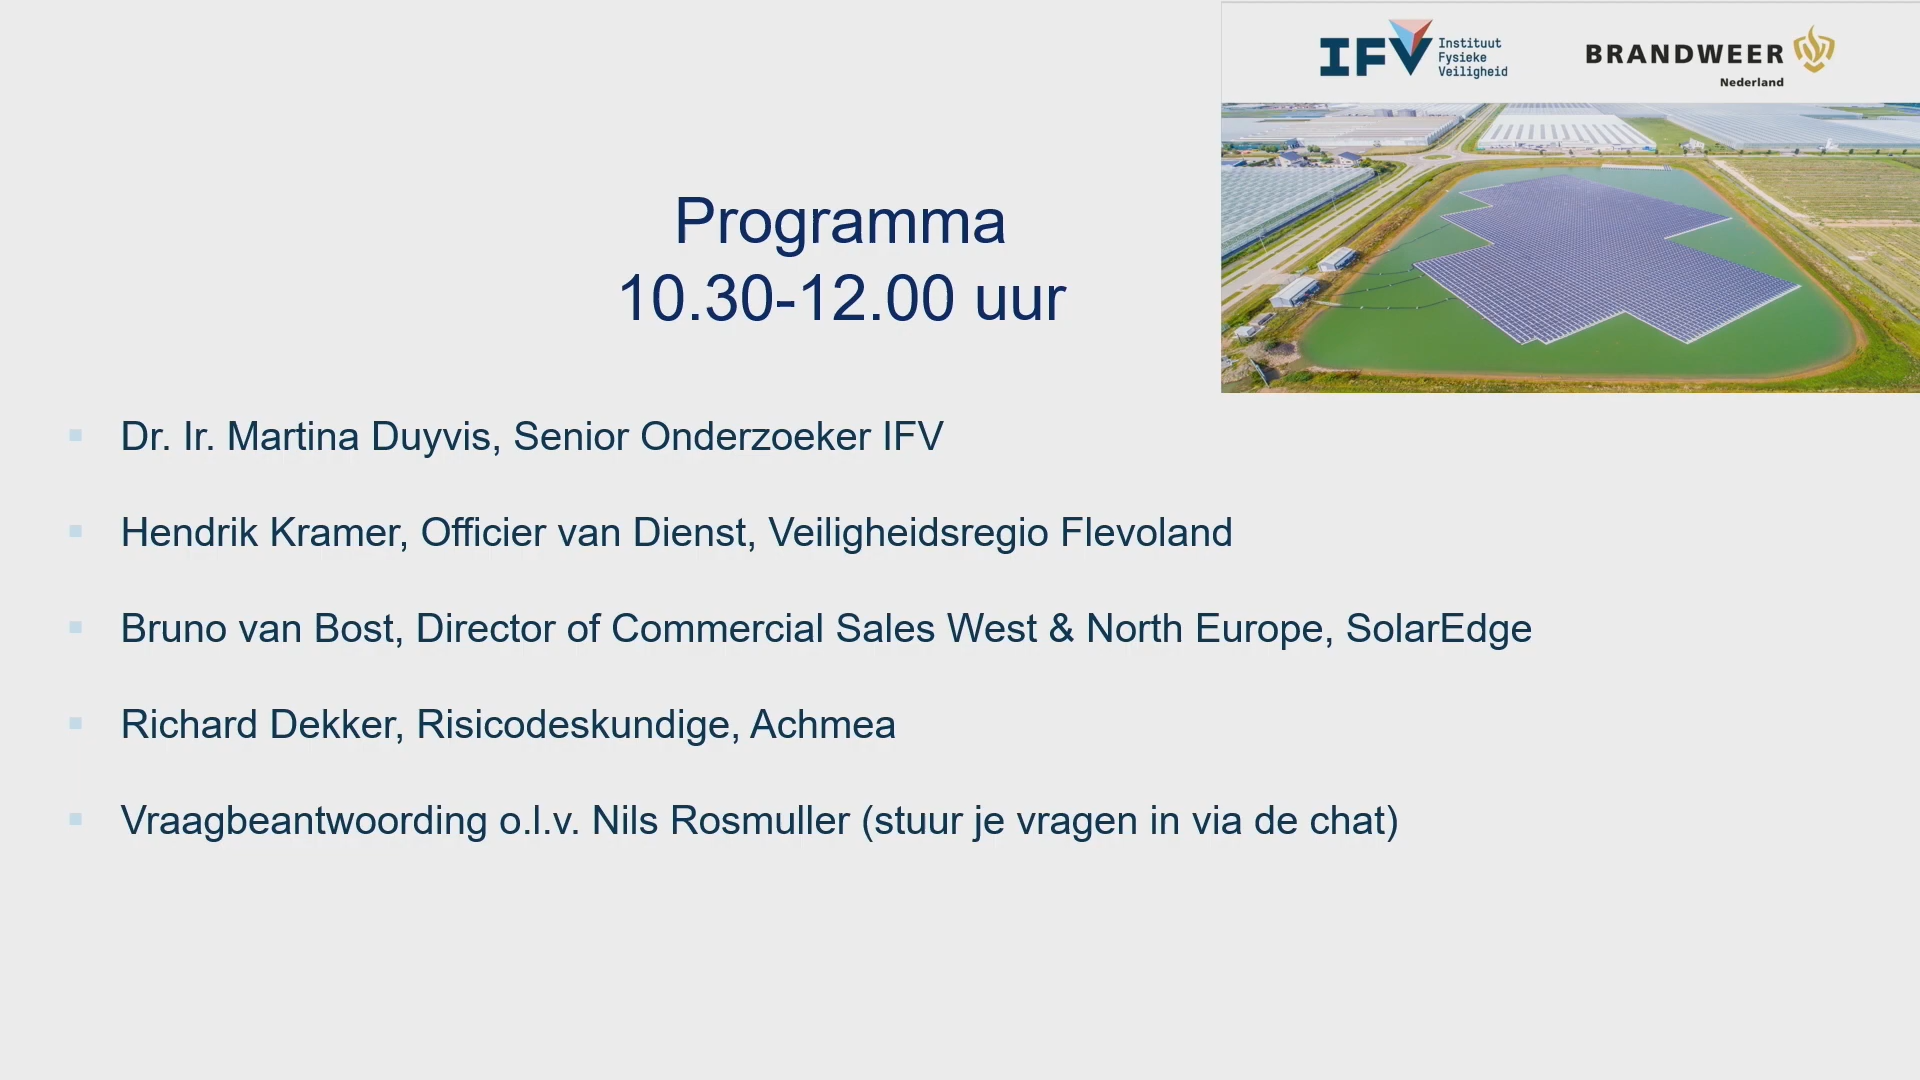 IFV Instituut
Fysieke
Veiligheid
BRANDWEER
Nederland
Programma
10.30-12.00 uur
Dr. Ir. Martina Duyvis, Senior Onderzoeker IFV
Hendrik Kramer, Officier van Dienst, Veiligheidsregio Flevoland
Bruno van Bost, Director of Commercial Sales West & North Europe, SolarEdge
Richard Dekker, Risicodeskundige, Achmea
Vraagbeantwoording o.l.v. Nils Rosmuller (stuur je vragen in via de chat)